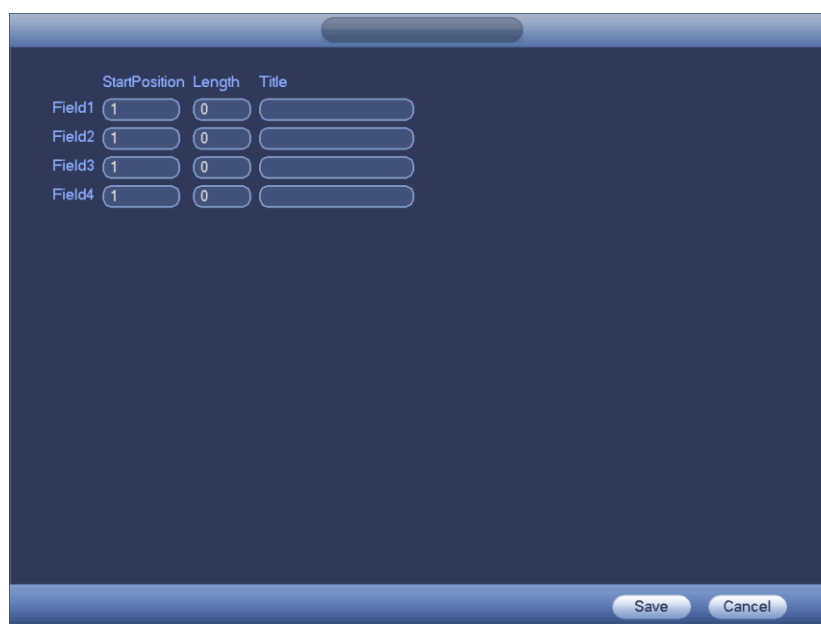 StartPosition Length Title
Field1 1 0
Field2 1 0
Field3 1 0
Field4 1 0
Save Cancel